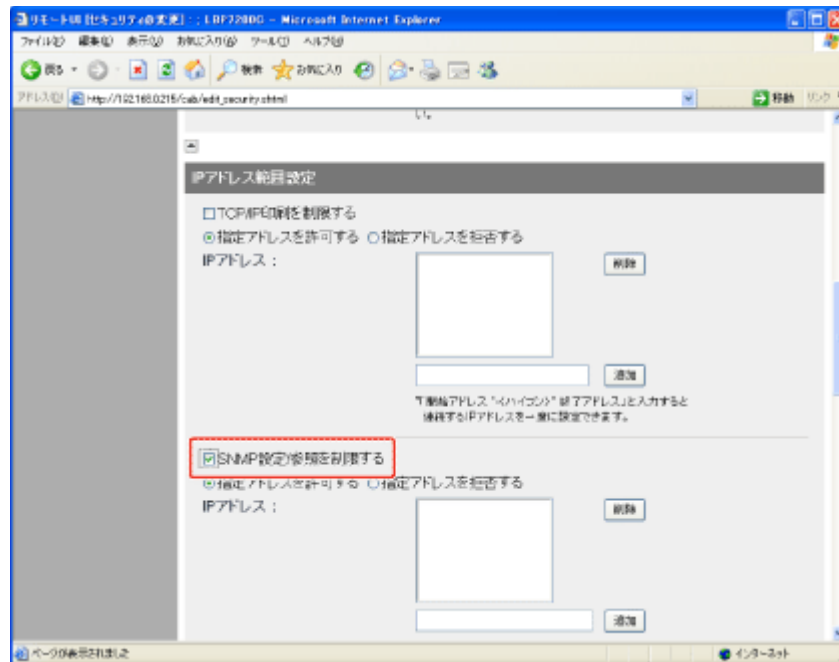 リモートUI [セキュリティの変更] : ; LBP7200C - Microsoft Internet Explorer
ファイル(F) 編集(E) 表示(V) お気に入り(A) ツール(T) ヘルプ(H)
戻る 検索 お気に入り
アドレス(D) http://192.168.0.215/cab/edit_security.shtml 移動 リンク
い。
IPアドレス範囲設定
TCP/IP印刷を制限する
指定アドレスを許可する 指定アドレスを拒否する
IPアドレス : 削除
追加
「開始アドレス "-(ハイフン)" 終了アドレス」と入力すると
連続するIPアドレスを一度に設定できます。
SNMP設定/参照を制限する
指定アドレスを許可する 指定アドレスを拒否する
IPアドレス : 削除
追加
ページが表示されました インターネット